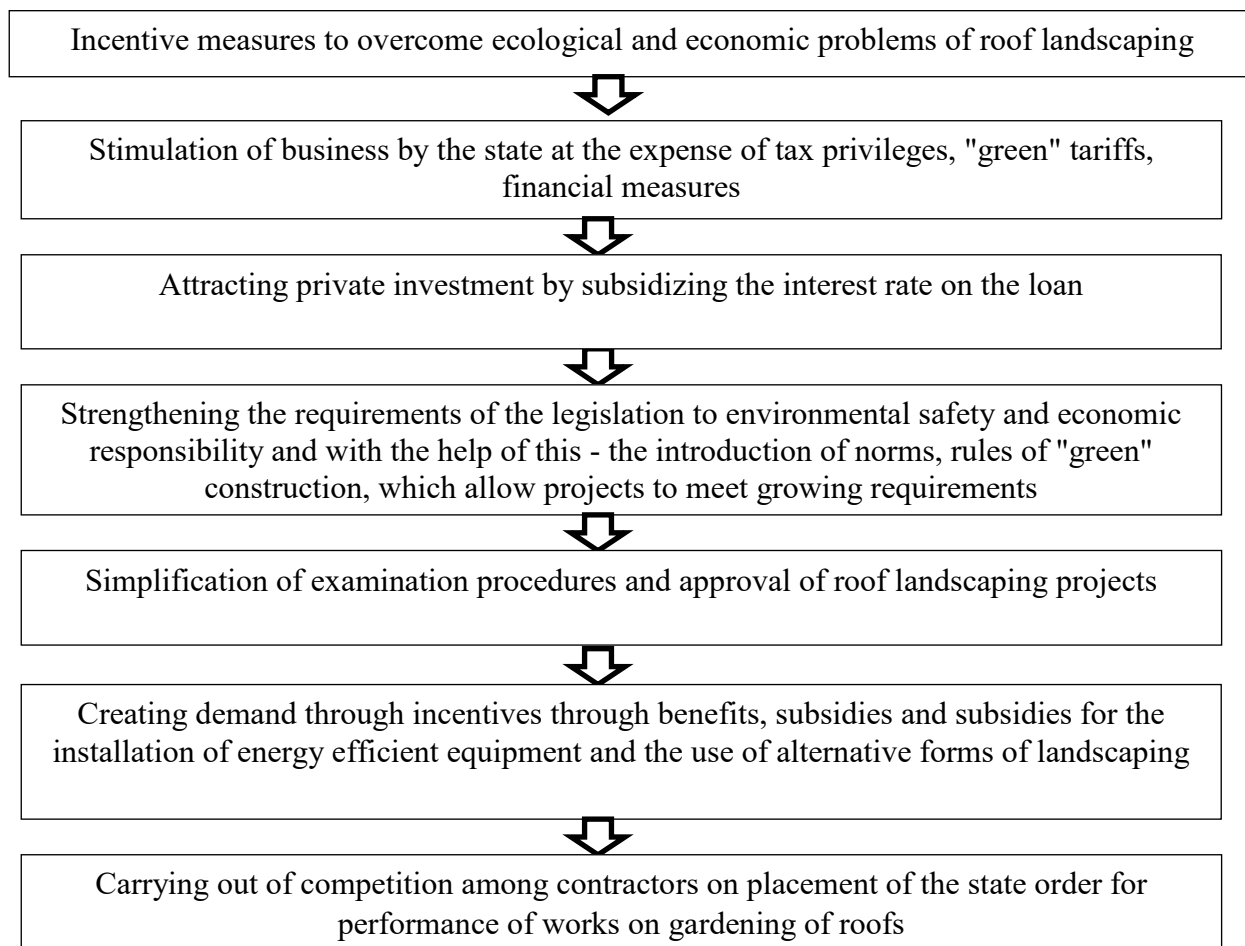 Incentive measures to overcome ecological and economic problems of roof landscaping
Stimulation of business by the state at the expense of tax privileges, "green" tariffs,
financial measures
Attracting private investment by subsidizing the interest rate on the loan
Strengthening the requirements of the legislation to environmental safety and economic
responsibility and with the help of this - the introduction of norms, rules of "green"
construction, which allow projects to meet growing requirements
Simplification of examination procedures and approval of roof landscaping projects
Creating demand through incentives through benefits, subsidies and subsidies for the
installation of energy efficient equipment and the use of alternative forms of landscaping
Carrying out of competition among contractors on placement of the state order for
performance of works on gardening of roofs